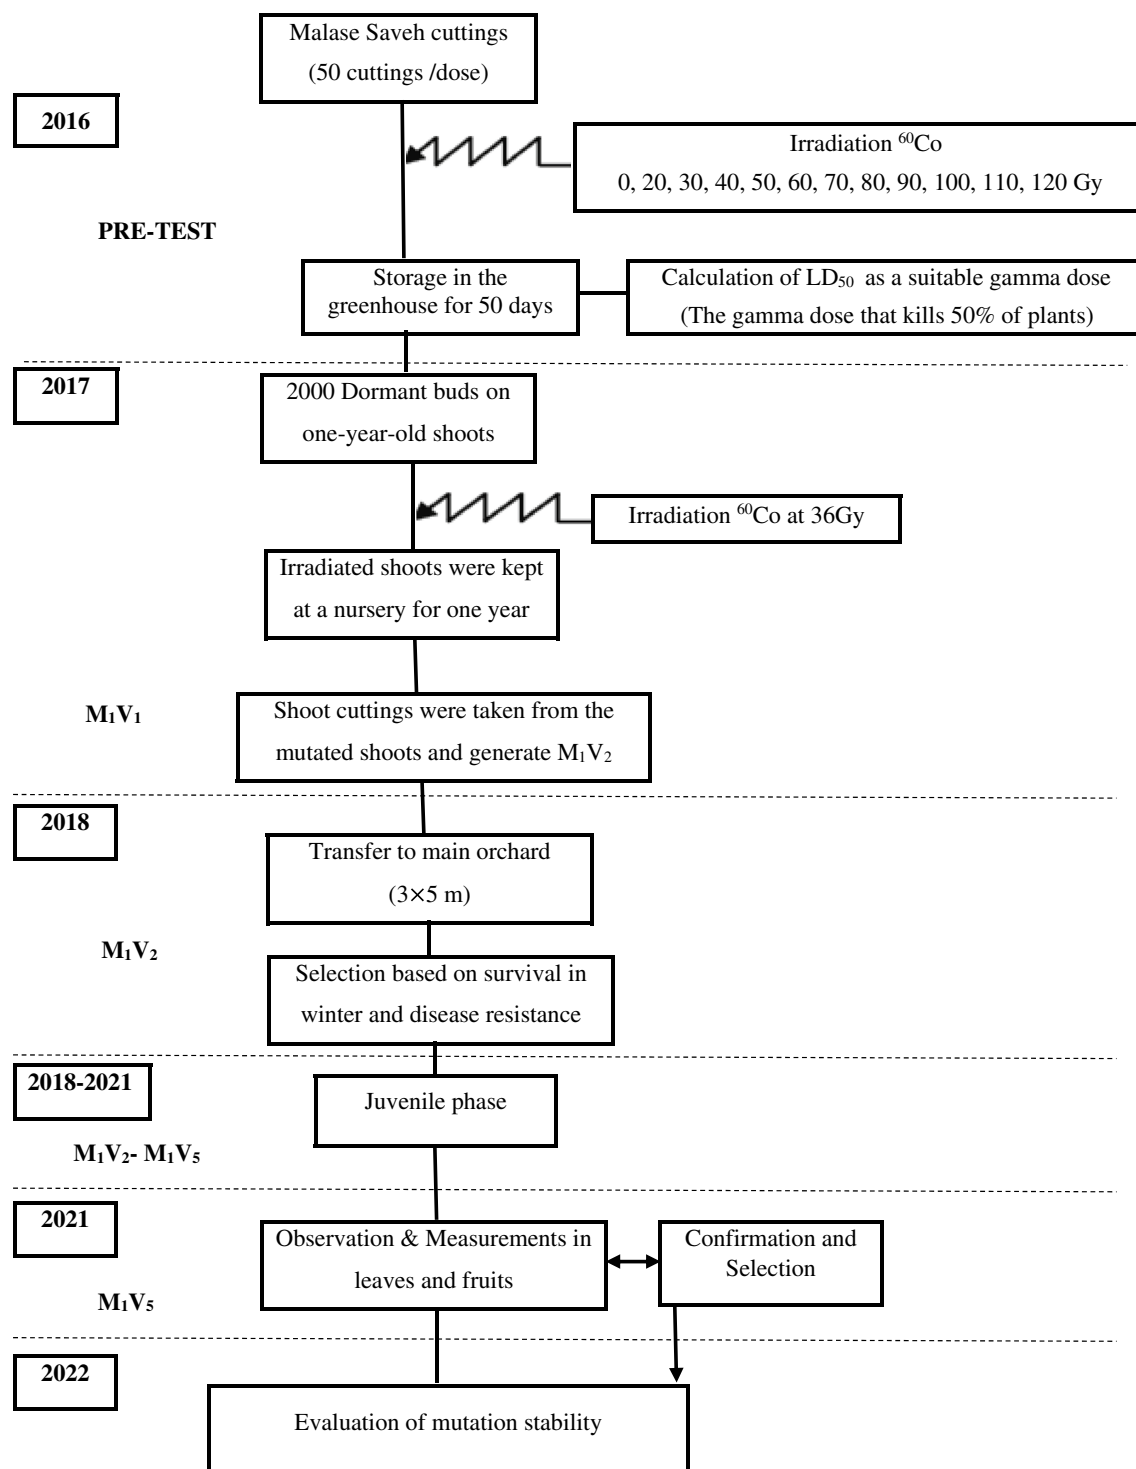 Malase Saveh cuttings
(50 cuttings /dose)
2016
Irradiation ⁶⁰Co
0, 20, 30, 40, 50, 60, 70, 80, 90, 100, 110, 120 Gy
PRE-TEST
Storage in the
greenhouse for 50 days
Calculation of LD₅₀ as a suitable gamma dose
(The gamma dose that kills 50% of plants)
2017
2000 Dormant buds on
one-year-old shoots
Irradiation ⁶⁰Co at 36Gy
Irradiated shoots were kept
at a nursery for one year
M₁V₁
Shoot cuttings were taken from the
mutated shoots and generate M₁V₂
2018
Transfer to main orchard
(3×5 m)
M₁V₂
Selection based on survival in
winter and disease resistance
2018-2021
Juvenile phase
M₁V₂- M₁V₅
2021
Observation & Measurements in
leaves and fruits
Confirmation and
Selection
M₁V₅
2022
Evaluation of mutation stability